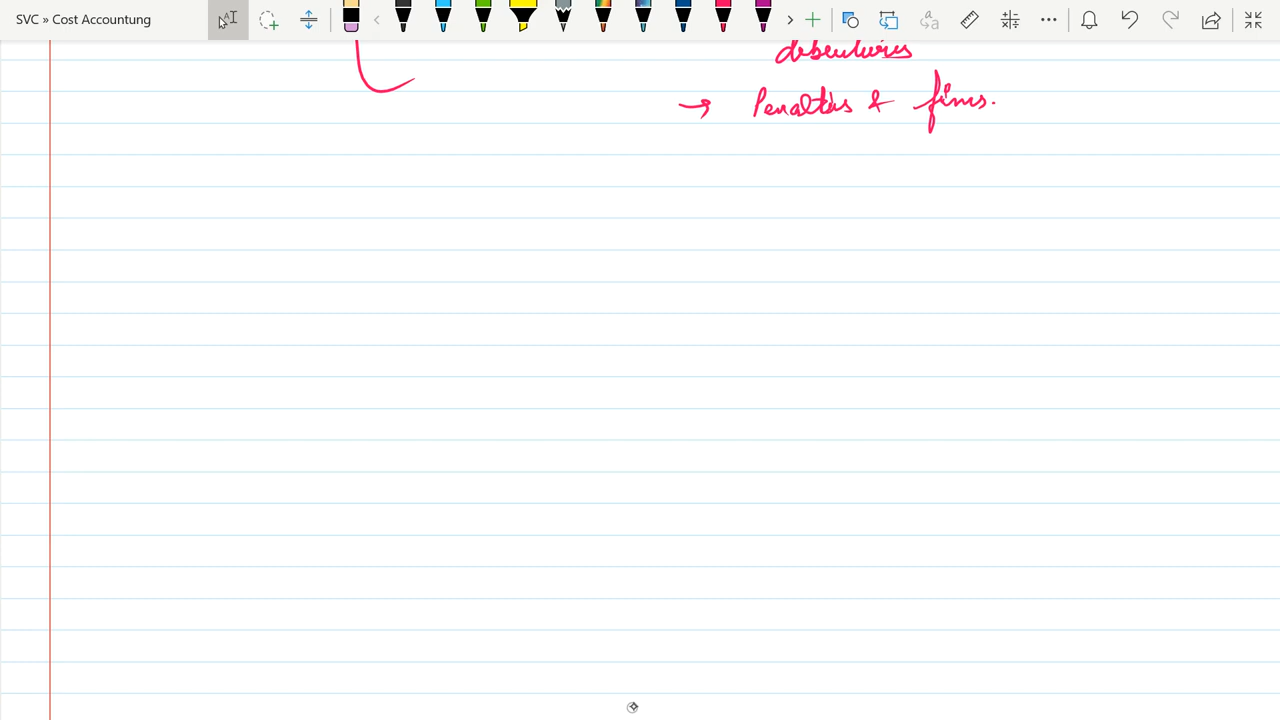 SVC » Cost Accountung
debentures
→ Penalties & fines.